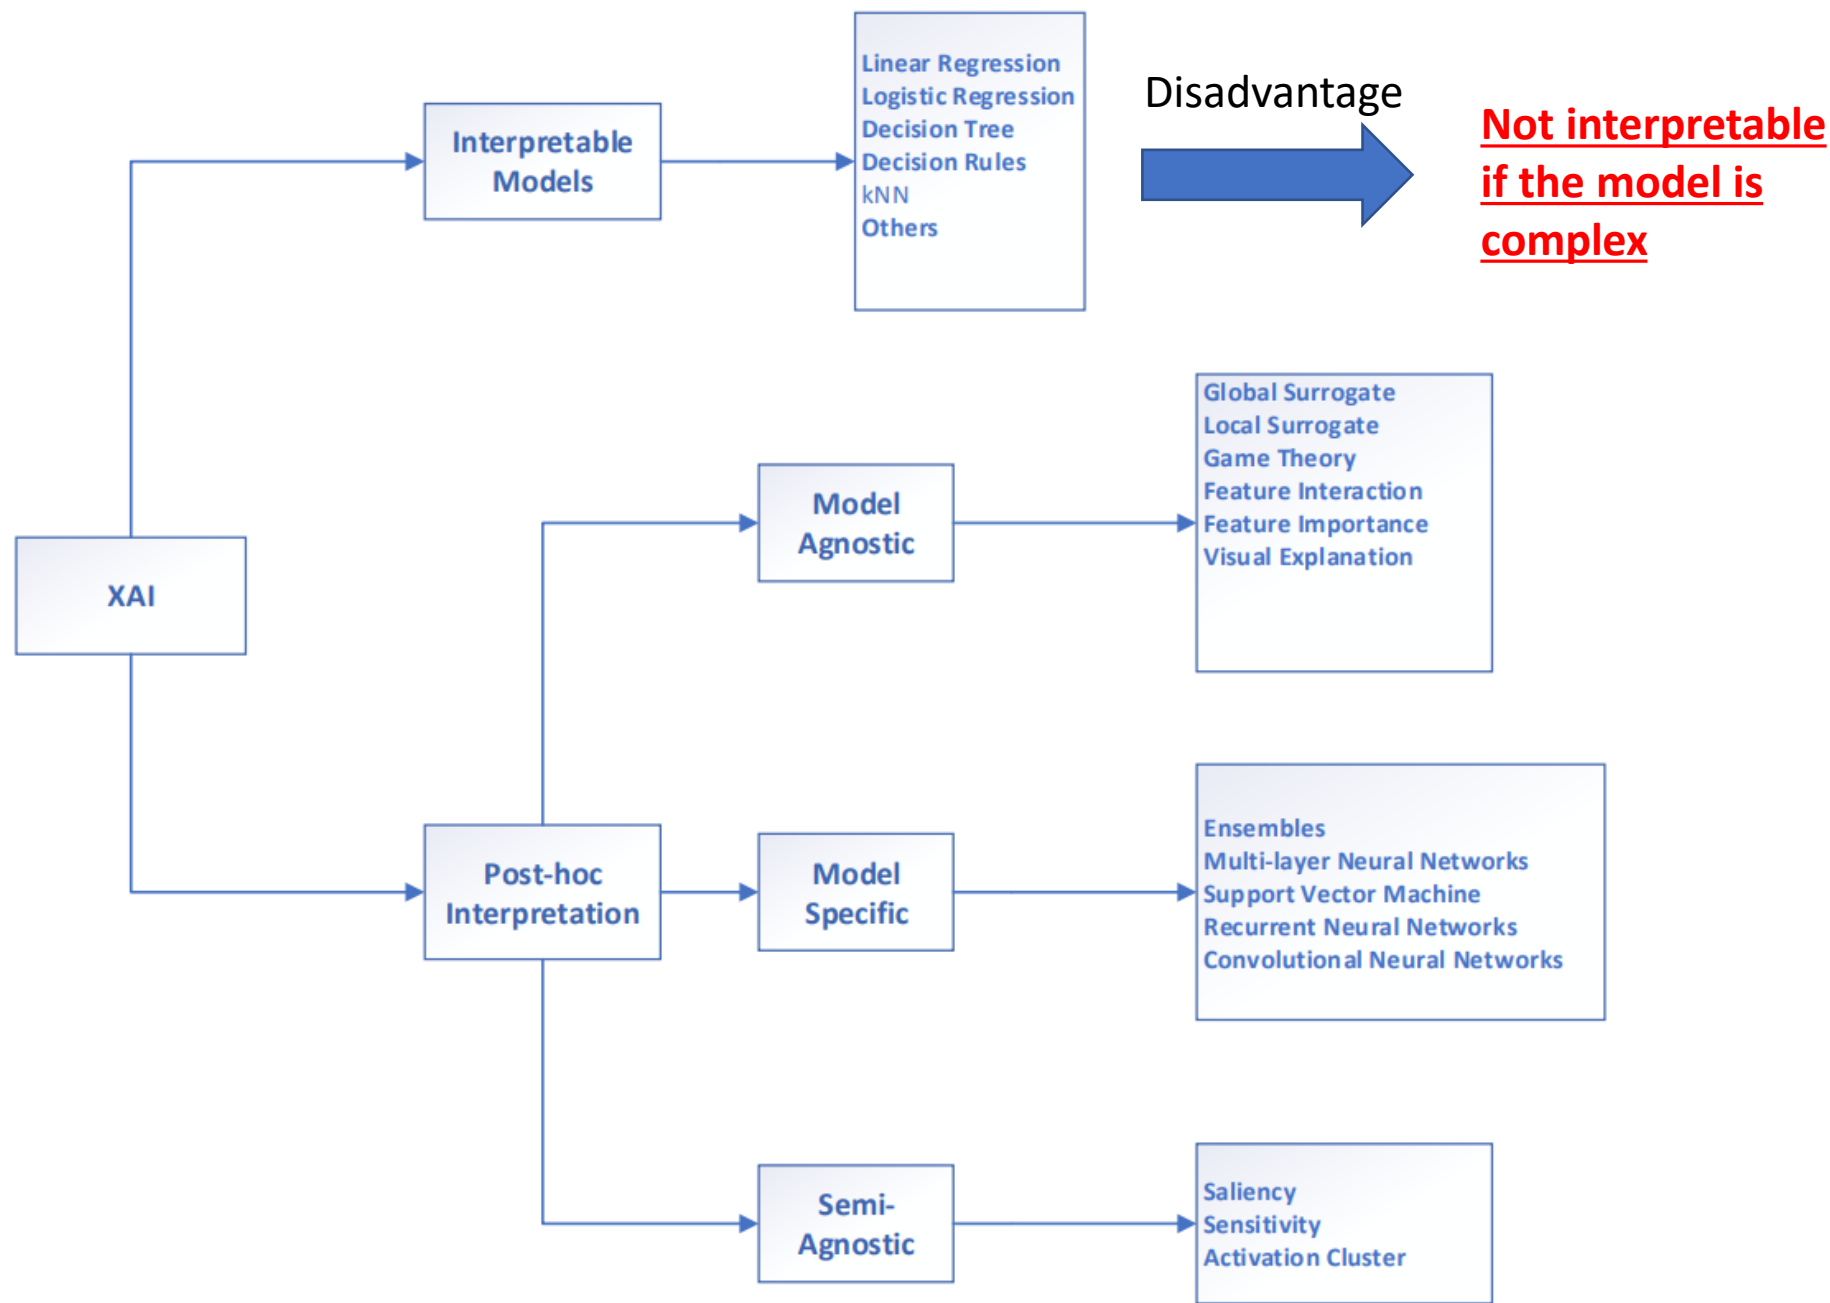 Linear Regression
Logistic Regression
Decision Tree
Decision Rules
kNN
Others
Disadvantage
Not interpretable
if the model is
complex
Interpretable
Models
Global Surrogate
Local Surrogate
Game Theory
Feature Interaction
Feature Importance
Visual Explanation
Model
Agnostic
XAI
Post-hoc
Interpretation
Model
Specific
Ensembles
Multi-layer Neural Networks
Support Vector Machine
Recurrent Neural Networks
Convolutional Neural Networks
Semi-
Agnostic
Saliency
Sensitivity
Activation Cluster